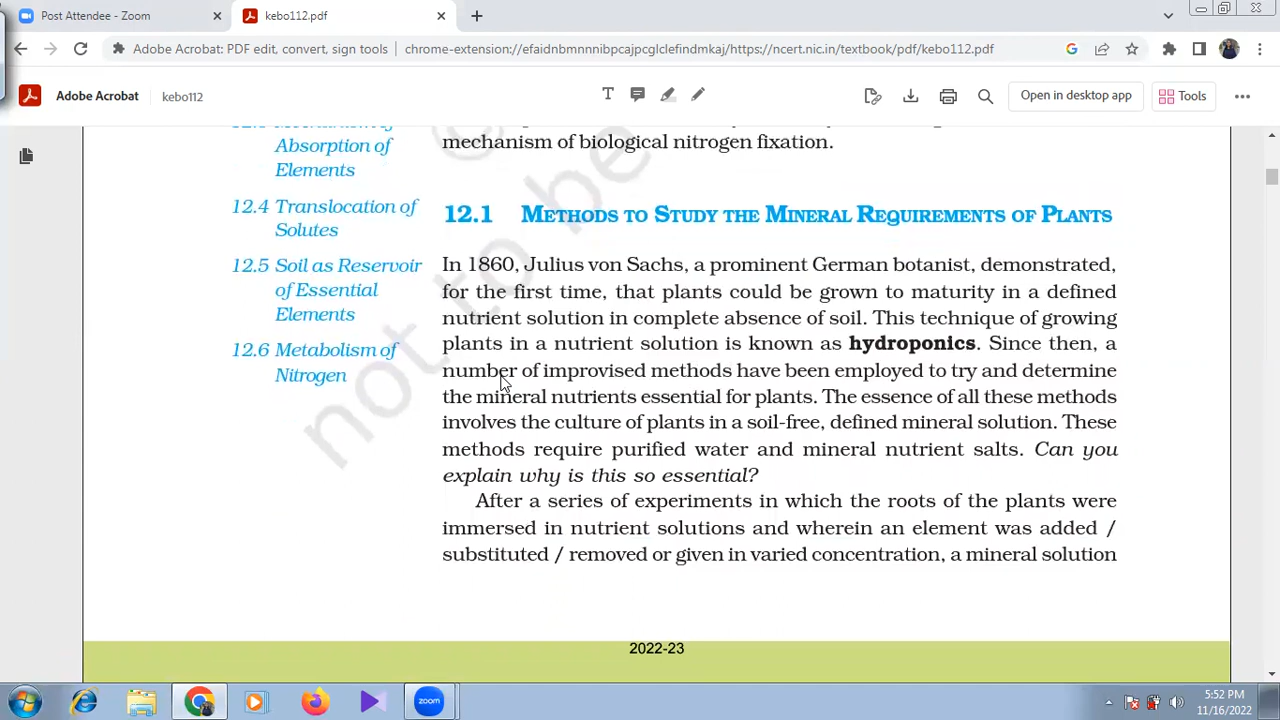 Post Attendee - Zoom
kebo112.pdf
Adobe Acrobat: PDF edit, convert, sign tools
chrome-extension://efaidnbmnnnibpcajpcglclefindmkaj/https://ncert.nic.in/textbook/pdf/kebo112.pdf
Adobe Acrobat
kebo112
Open in desktop app
Tools
Absorption of
Elements
12.4 Translocation of
Solutes
12.5 Soil as Reservoir
of Essential
Elements
12.6 Metabolism of
Nitrogen
mechanism of biological nitrogen fixation.
12.1 METHODS TO STUDY THE MINERAL REQUIREMENTS OF PLANTS
In 1860, Julius von Sachs, a prominent German botanist, demonstrated,
for the first time, that plants could be grown to maturity in a defined
nutrient solution in complete absence of soil. This technique of growing
plants in a nutrient solution is known as hydroponics. Since then, a
number of improvised methods have been employed to try and determine
the mineral nutrients essential for plants. The essence of all these methods
involves the culture of plants in a soil-free, defined mineral solution. These
methods require purified water and mineral nutrient salts. Can you
explain why is this so essential?
After a series of experiments in which the roots of the plants were
immersed in nutrient solutions and wherein an element was added /
substituted / removed or given in varied concentration, a mineral solution
not to be
2022-23
zoom
5:52 PM
11/16/2022